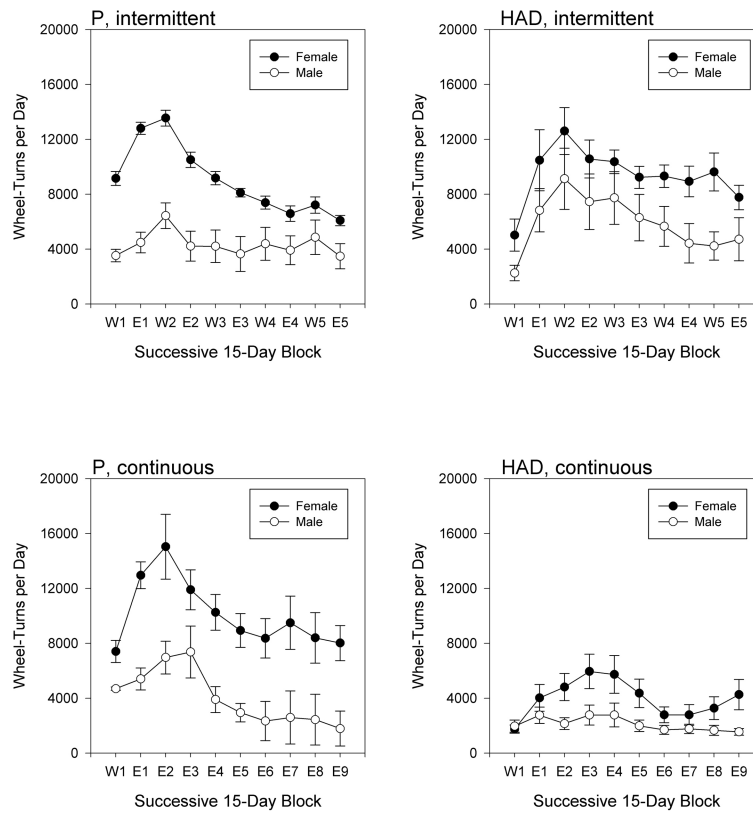 P, intermittent
20000
16000
12000
8000
4000
0
Wheel-Turns per Day
Female
Male
W1 E1 W2 E2 W3 E3 W4 E4 W5 E5
Successive 15-Day Block
HAD, intermittent
20000
16000
12000
8000
4000
0
Wheel-Turns per Day
Female
Male
W1 E1 W2 E2 W3 E3 W4 E4 W5 E5
Successive 15-Day Block
P, continuous
20000
16000
12000
8000
4000
0
Wheel-Turns per Day
Female
Male
W1 E1 E2 E3 E4 E5 E6 E7 E8 E9
Successive 15-Day Block
HAD, continuous
20000
16000
12000
8000
4000
0
Wheel-Turns per Day
Female
Male
W1 E1 E2 E3 E4 E5 E6 E7 E8 E9
Successive 15-Day Block